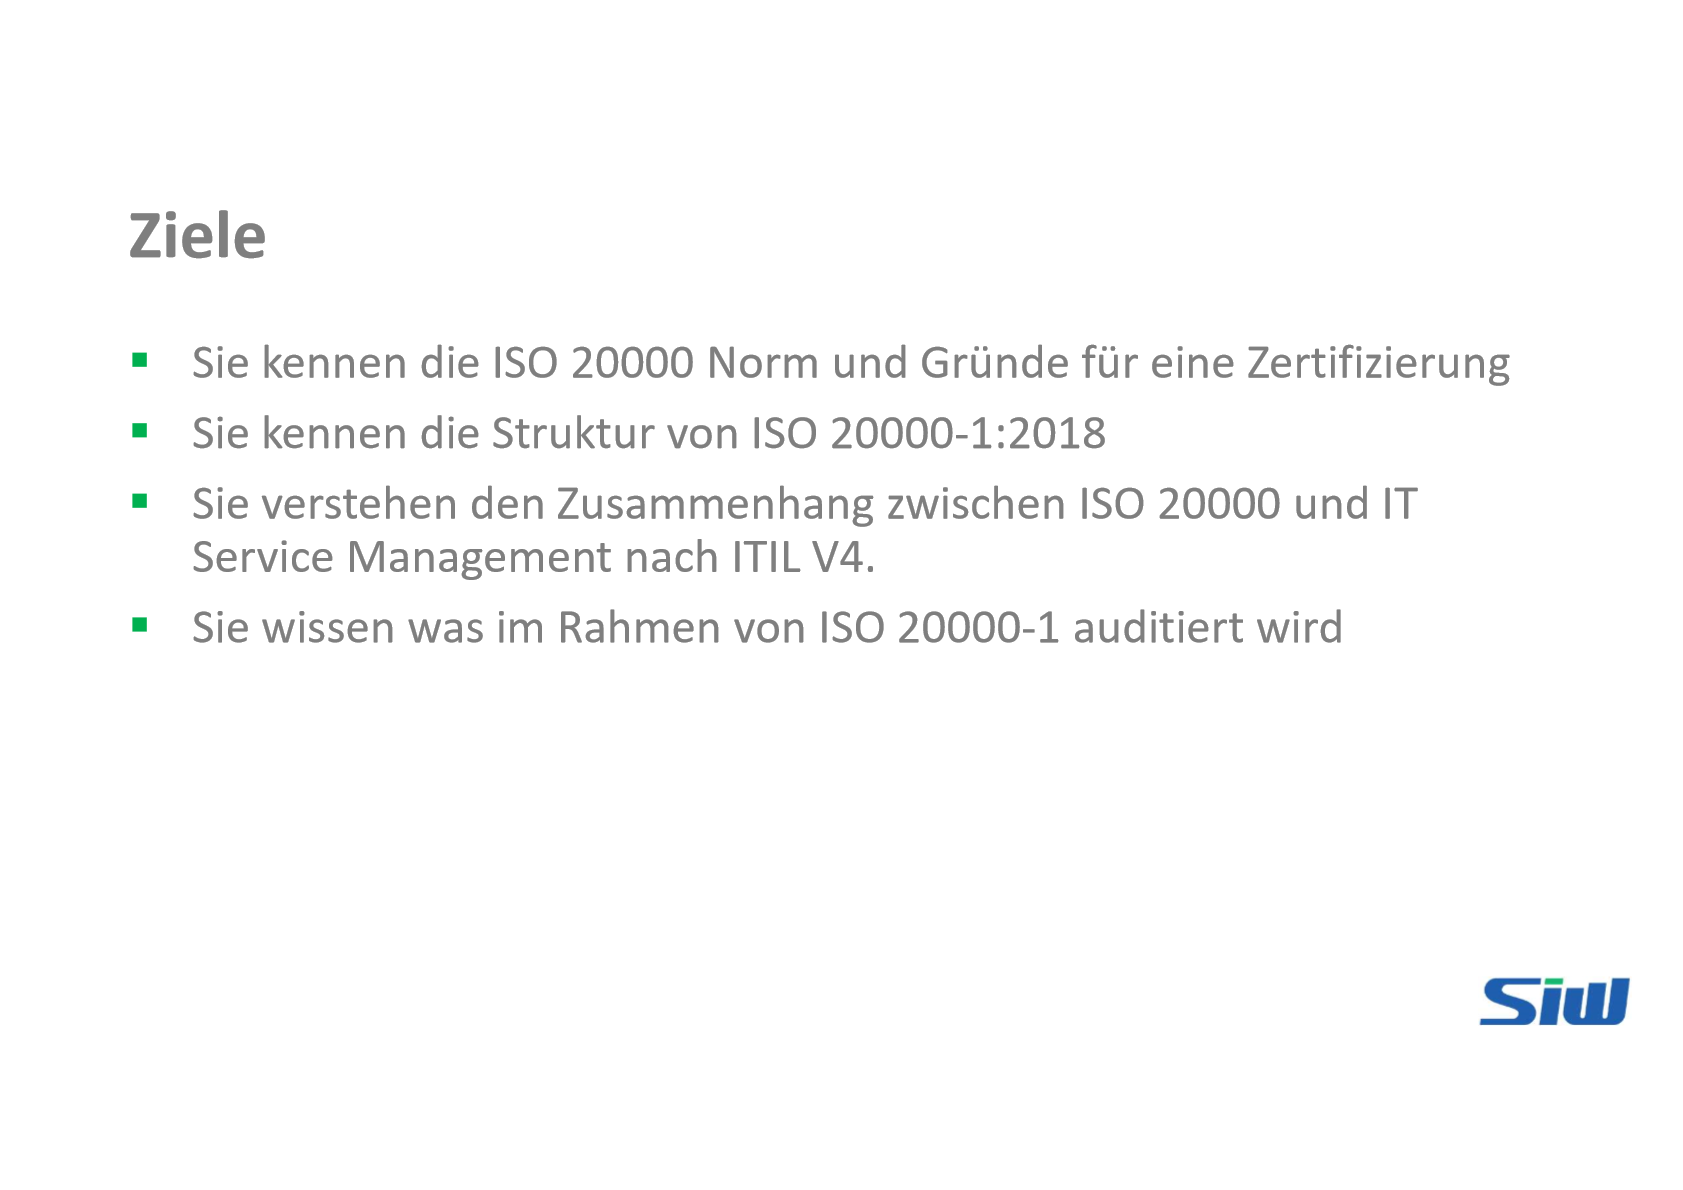 Ziele
▪ Sie kennen die ISO 20000 Norm und Gründe für eine Zertifizierung
▪ Sie kennen die Struktur von ISO 20000-1:2018
▪ Sie verstehen den Zusammenhang zwischen ISO 20000 und IT
Service Management nach ITIL V4.
▪ Sie wissen was im Rahmen von ISO 20000-1 auditiert wird
Siw